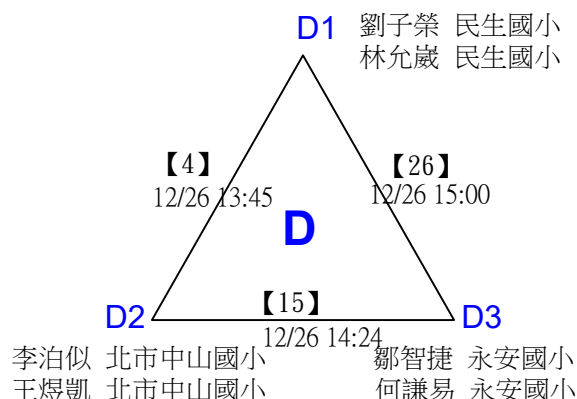 D1 劉子榮 民生國小
林允崴 民生國小
【4】
12/26 13:45
【26】
12/26 15:00
D
【15】
12/26 14:24
D2
D3
李泊似 北市中山國小
王煜凱 北市中山國小
鄒智捷 永安國小
何謙易 永安國小